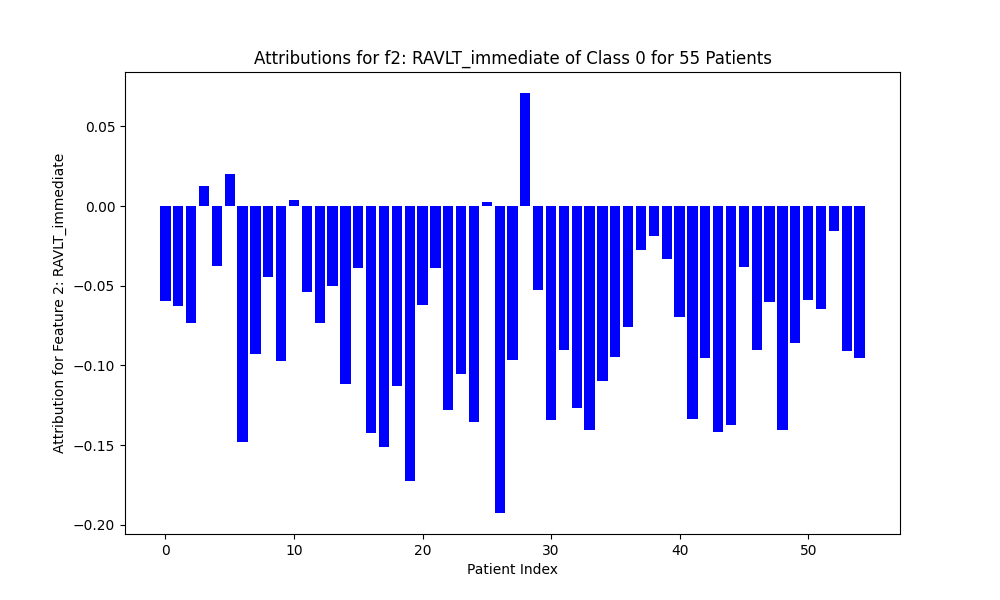 Attributions for f2: RAVLT_immediate of Class 0 for 55 Patients
Attribution for Feature 2: RAVLT_immediate
0.05
0.00
−0.05
−0.10
−0.15
−0.20
0 10 20 30 40 50
Patient Index